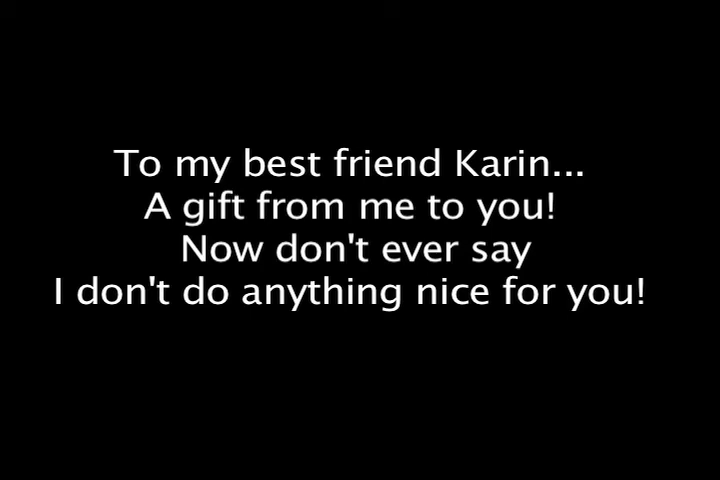 To my best friend Karin...
A gift from me to you!
Now don't ever say
I don't do anything nice for you!